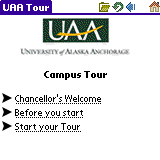 UAA Tour
UAA
UNIVERSITY of ALASKA ANCHORAGE
Campus Tour
Chancellor's Welcome
Before you start
Start your Tour